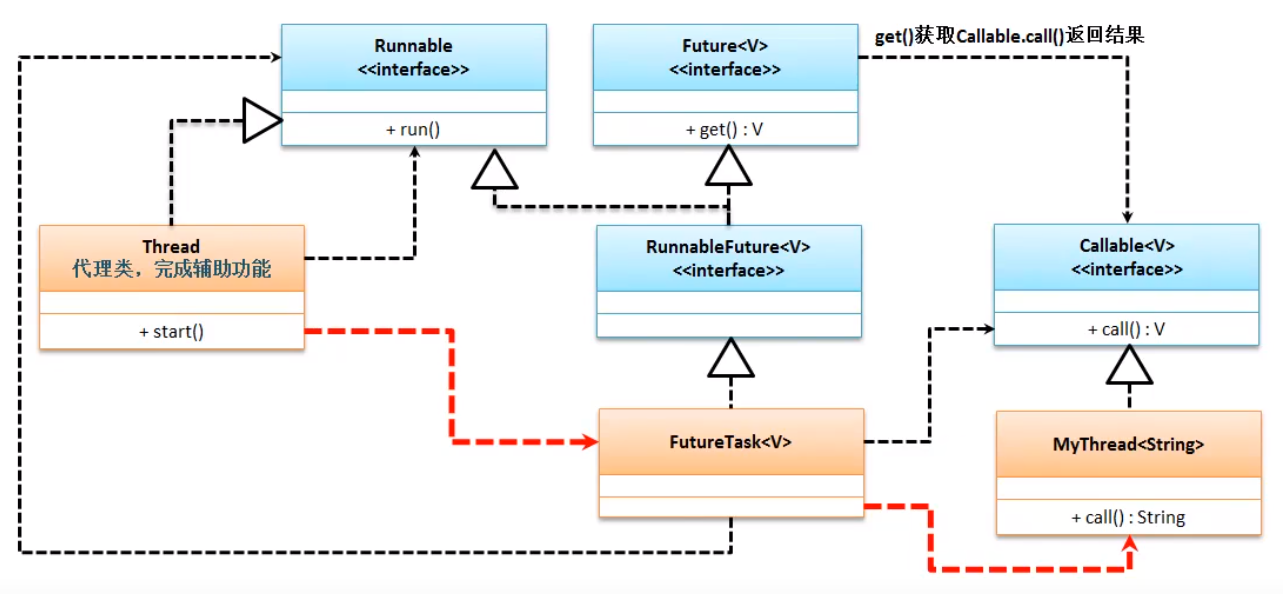 Runnable
<<interface>>
+ run()
Future<V>
<<interface>>
+ get() : V
get()获取Callable.call()返回结果
Thread
代理类，完成辅助功能
+ start()
RunnableFuture<V>
<<interface>>
Callable<V>
<<interface>>
+ call() : V
FutureTask<V>
MyThread<String>
+ call() : String